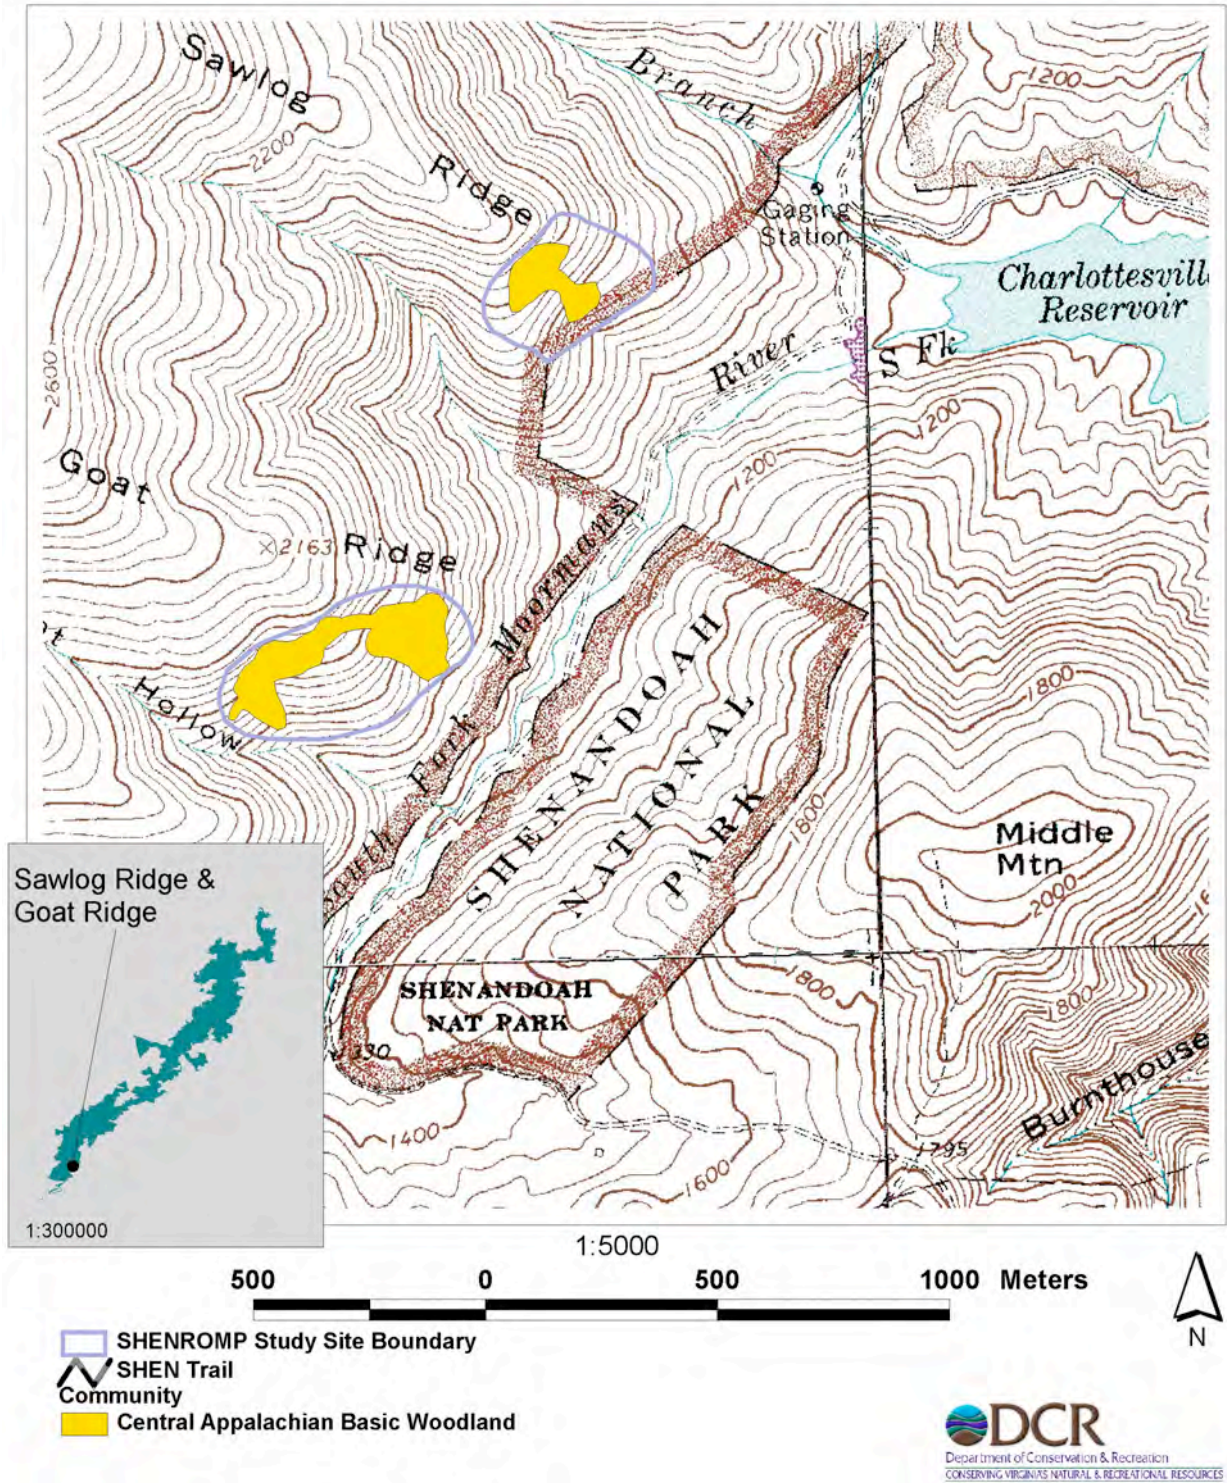 Sawlog
Ridge
Branch
1200
2200
Gaging
Station
Charlottesvill
Reservoir
River
S Fk
2600
1200
1200
Goat
2163 Ridge
Hollow
South Fork Moormans
SHENANDOAH
NATIONAL
PARK
1800
1800
Middle
Mtn
2000
Sawlog Ridge &
Goat Ridge
SHENANDOAH
NAT PARK
1800
1800
1330
Burnthouse
1400
1795
1600
1:300000
1:5000
500 0 500 1000 Meters
N
SHENROMP Study Site Boundary
SHEN Trail
Community
Central Appalachian Basic Woodland
DCR
Department of Conservation & Recreation
CONSERVING VIRGINIA'S NATURAL & RECREATIONAL RESOURCES